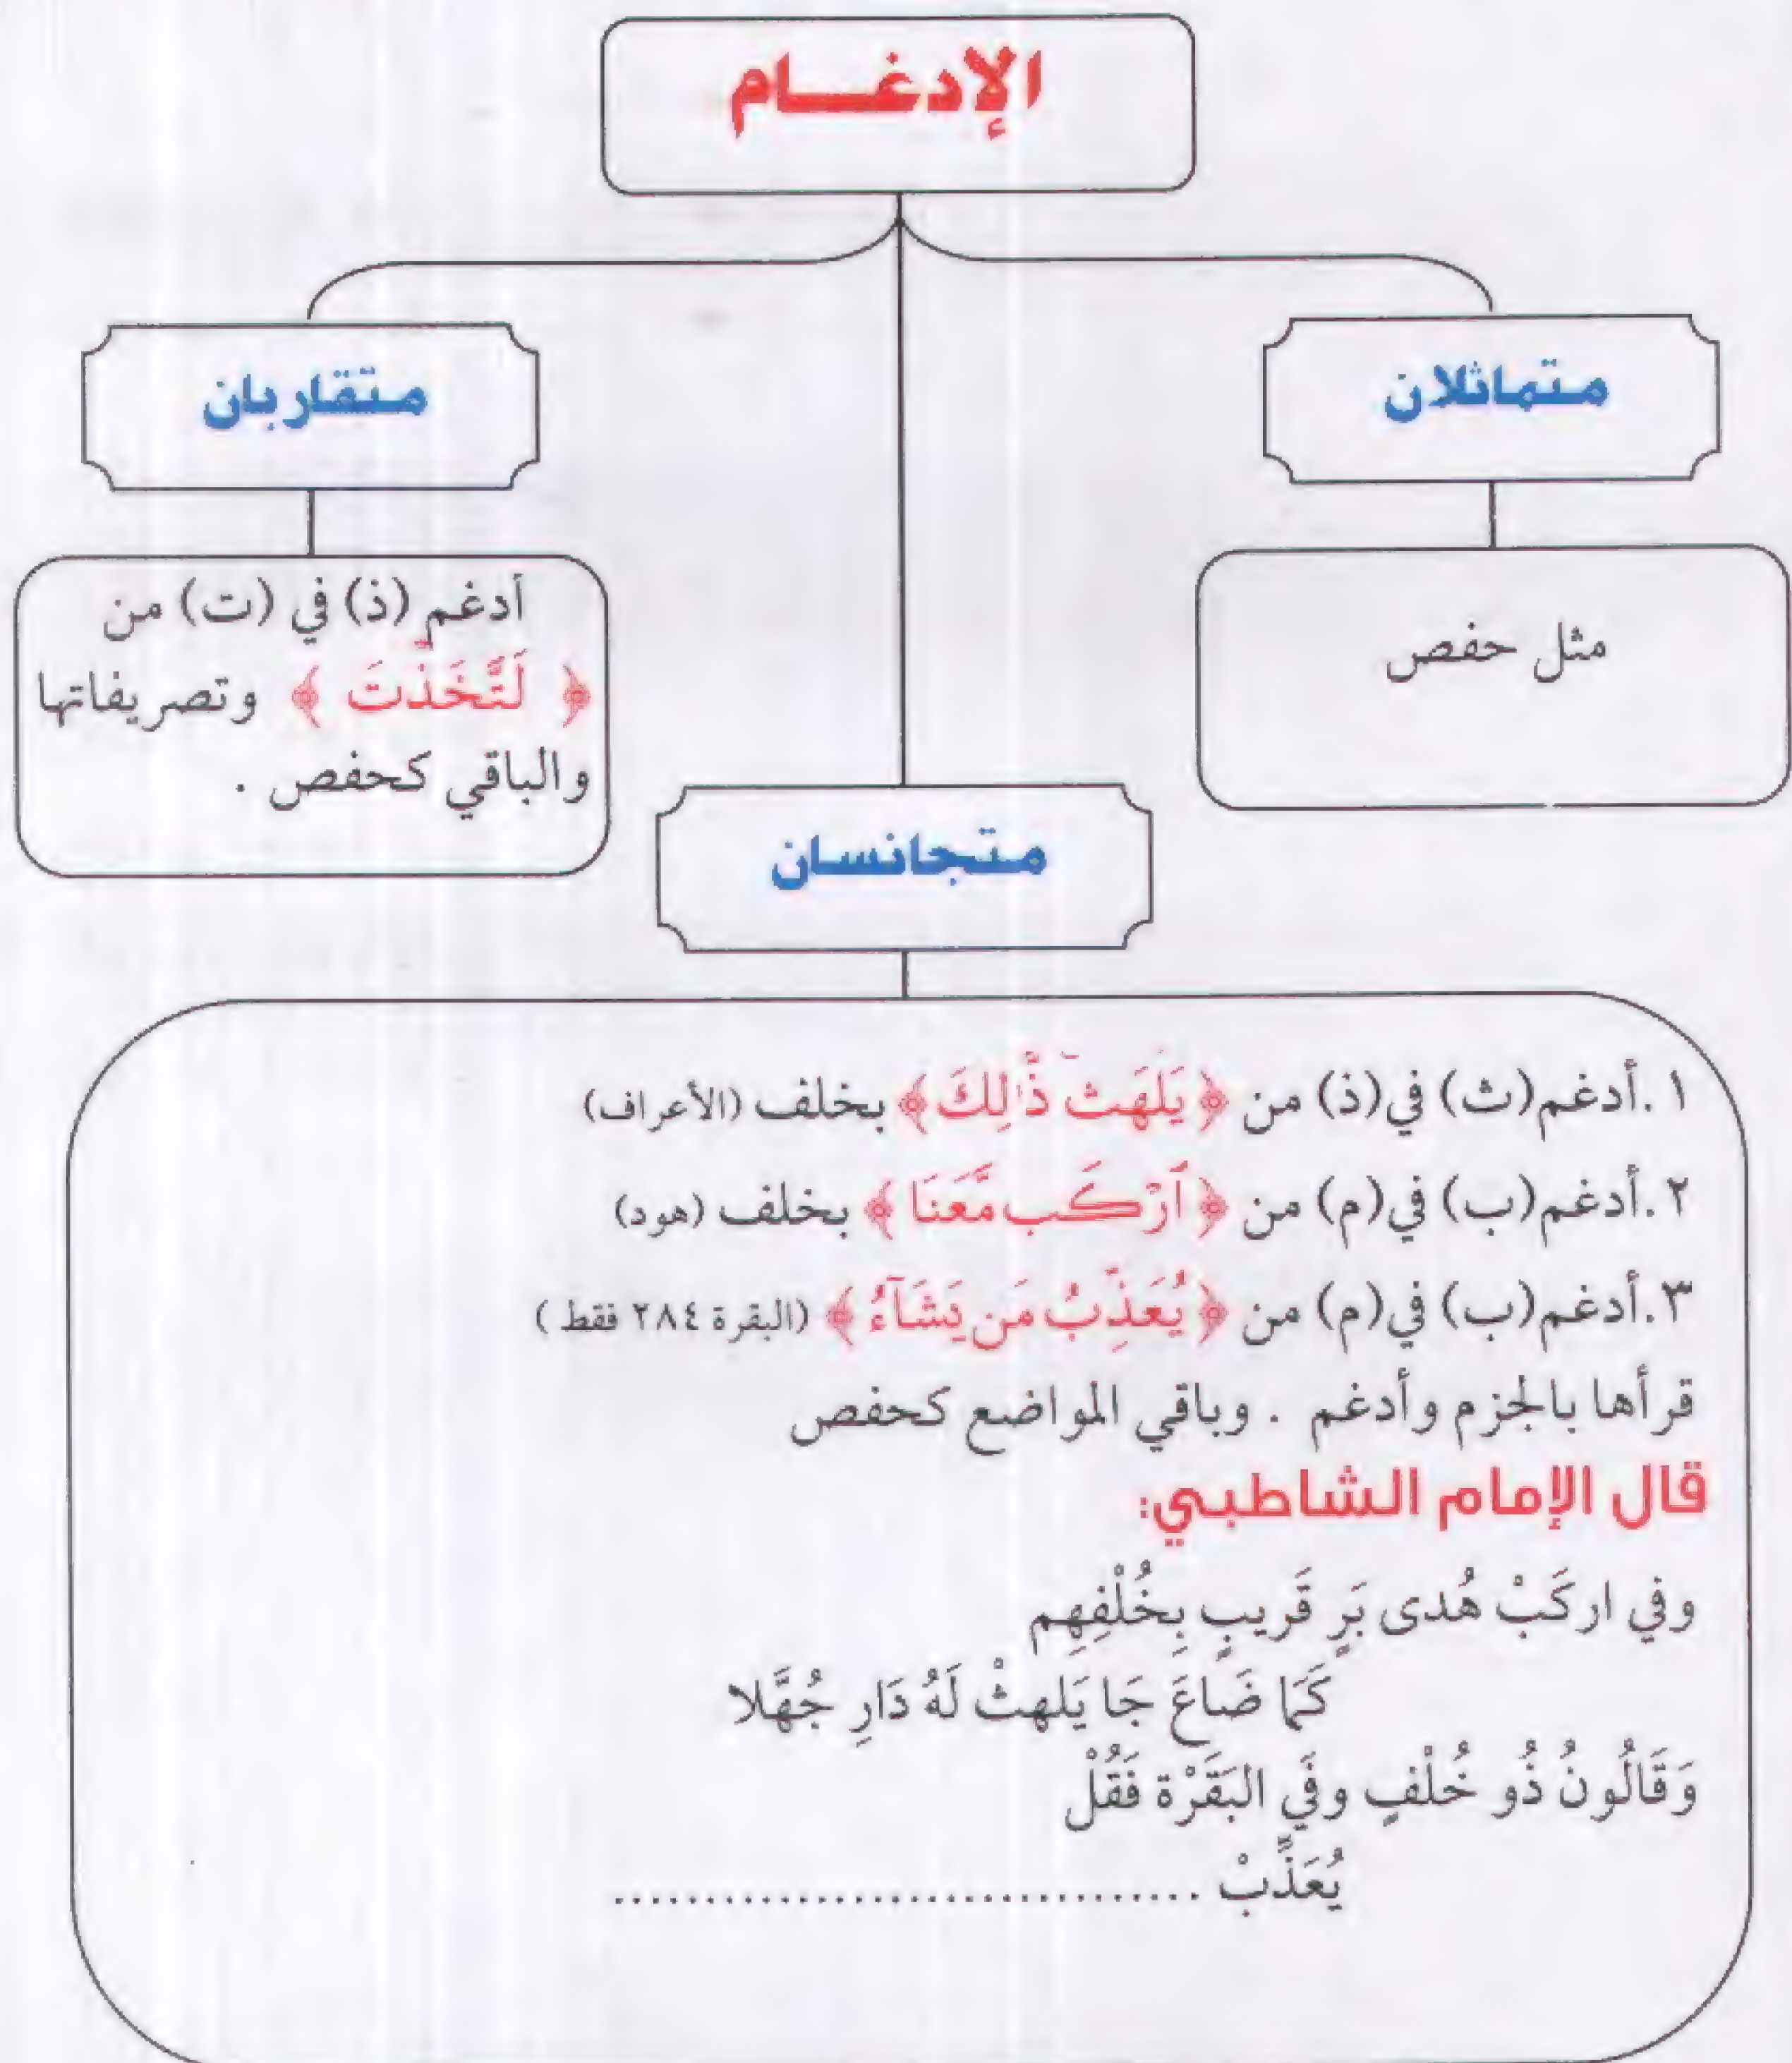 الإدغـــام
متماثلان
مثل حفص
متقاربان
أدغم (ذ) في (ت) من
﴿ لَتَّخَذتَّ ﴾ وتصريفاتها
والباقي كحفص .
متجانسان
١ .أدغم(ث) في(ذ) من ﴿يَلْهَث ذَّٰلِكَ﴾ بخلف (الأعراف)
٢ .أدغم(ب) في(م) من ﴿ ٱرْكَب مَّعَنَا ﴾ بخلف (هود)
٣ .أدغم(ب) في(م) من ﴿ يُعَذِّبُ مَن يَشَآءُ ﴾ (البقرة ٢٨٤ فقط )
قرأها بالجزم وأدغم . وباقي المواضع كحفص
قال الإمام الشاطبي:
وفي اركَبْ هُدى بَرٍ قَريبٍ بِخُلْفِهِم
كَمَا ضَاعَ جَا يَلهثْ لَهُ دَارِ جُهَّلا
وَقَالُونُ ذُو خُلْفٍ وفَي البَقَرْة فَقُلْ
يُعَذِّبْ ................................